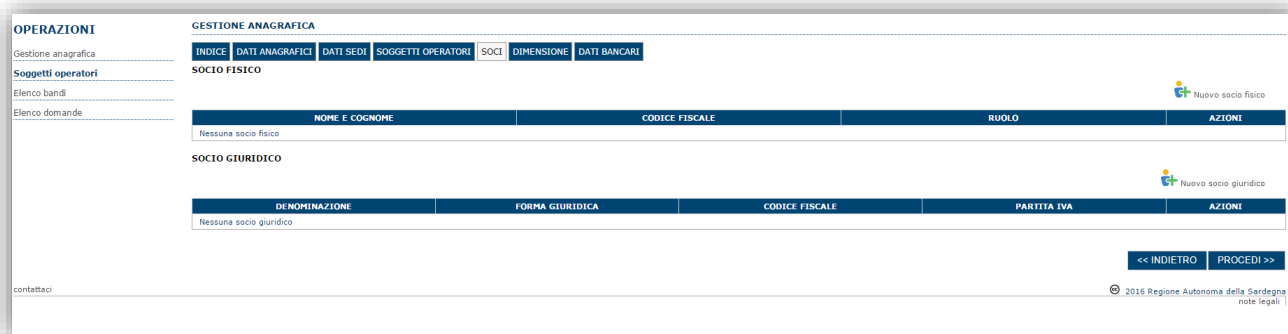 OPERAZIONI
Gestione anagrafica
Soggetti operatori
Elenco bandi
Elenco domande
GESTIONE ANAGRAFICA
INDICE DATI ANAGRAFICI DATI SEDI SOGGETTI OPERATORI SOCI DIMENSIONE DATI BANCARI
SOCIO FISICO
Nuovo socio fisico
NOME E COGNOME CODICE FISCALE RUOLO AZIONI
Nessuna socio fisico
SOCIO GIURIDICO
Nuovo socio giuridico
DENOMINAZIONE FORMA GIURIDICA CODICE FISCALE PARTITA IVA AZIONI
Nessuna socio giuridico
<< INDIETRO PROCEDI >>
contattaci
© 2016 Regione Autonoma della Sardegna
note legali